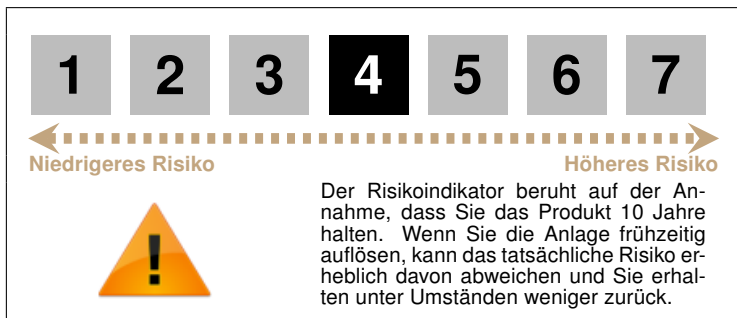 1 2 3 4 5 6 7
Niedrigeres Risiko Höheres Risiko
Der Risikoindikator beruht auf der An-
nahme, dass Sie das Produkt 10 Jahre
halten. Wenn Sie die Anlage frühzeitig
auflösen, kann das tatsächliche Risiko er-
heblich davon abweichen und Sie erhal-
ten unter Umständen weniger zurück.
!